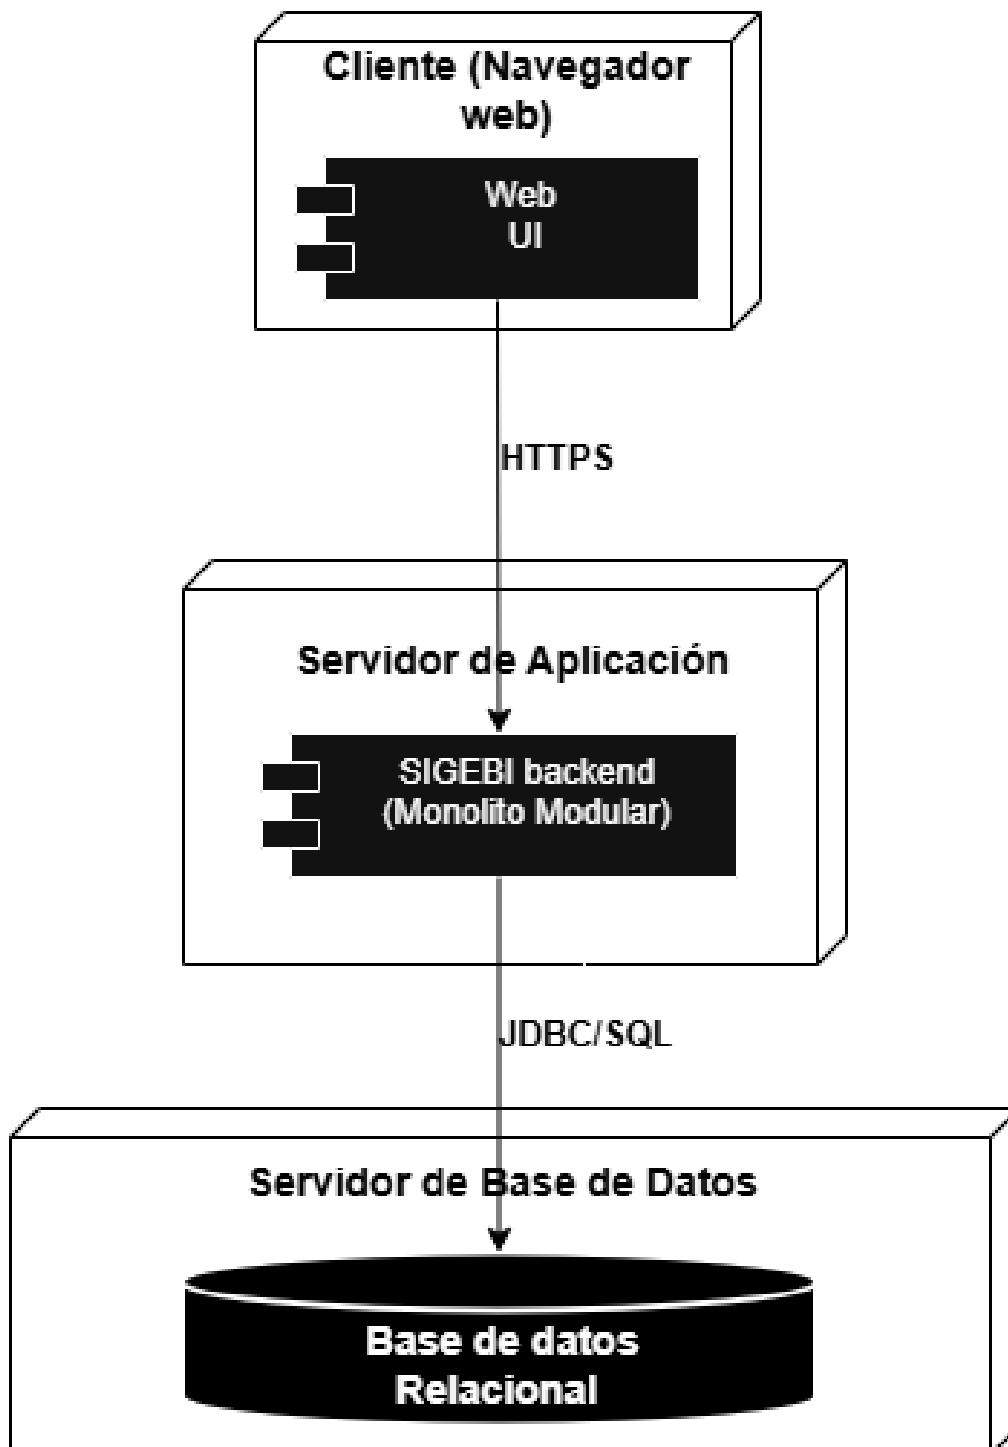 Cliente (Navegador
web)
Web
UI
HTTPS
Servidor de Aplicación
SIGEBI backend
(Monolito Modular)
JDBC/SQL
Servidor de Base de Datos
Base de datos
Relacional